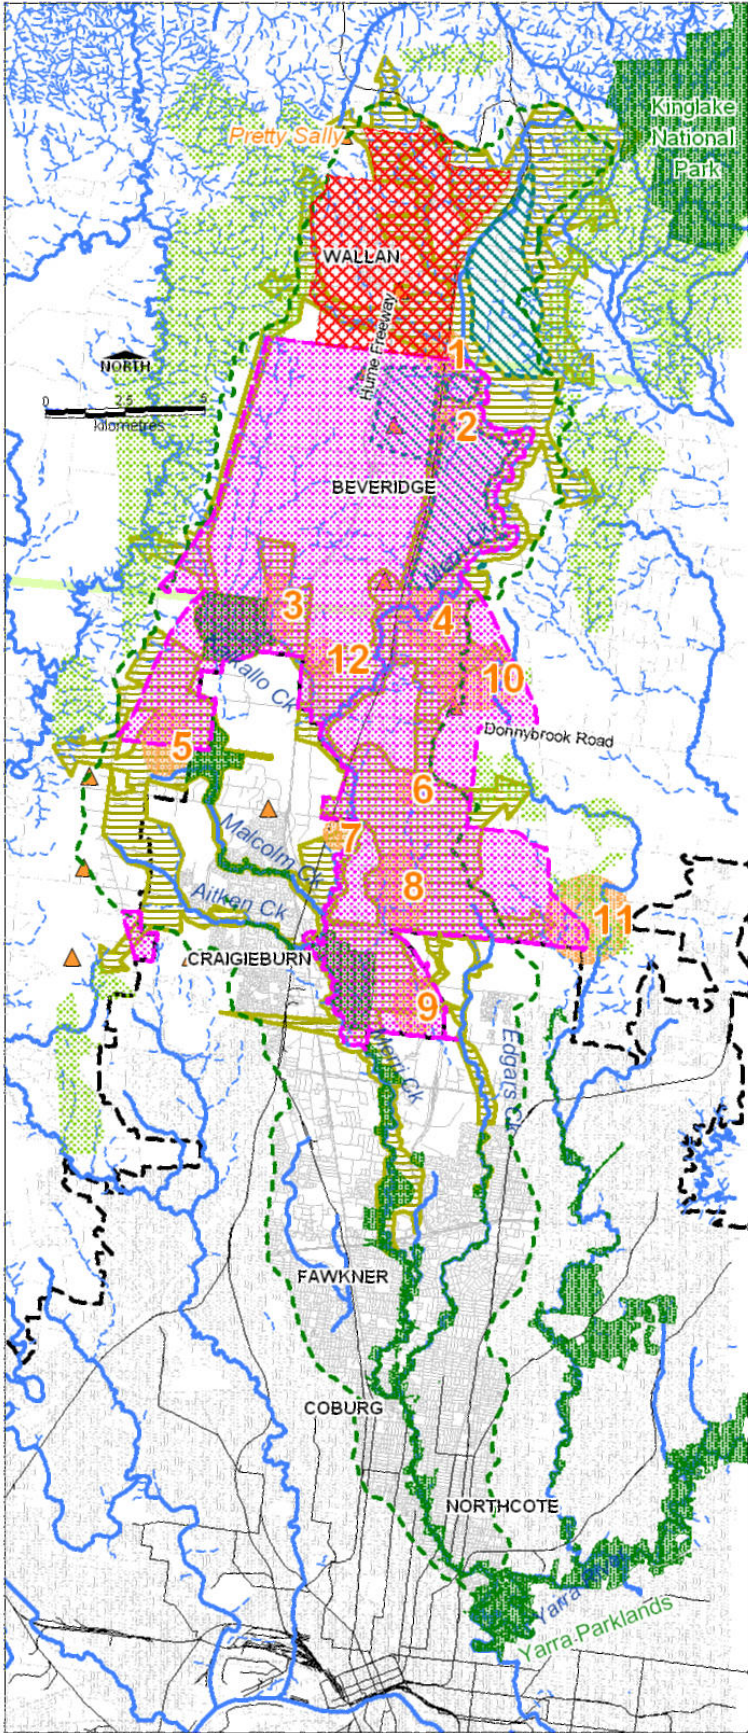 Kinglake
National
Park
Pretty Sally
WALLAN
Hume Freeway
1
NORTH
0 2.5 5
kilometres
2
BEVERIDGE
Merri Ck
3
4
12
Kalkallo Ck
10
Donnybrook Road
5
6
7
Malcolm Ck
8
Aitken Ck
11
CRAIGIEBURN
9
Merri Ck
Edgars Ck
FAWKNER
COBURG
NORTHCOTE
Yarra River
Yarra Parklands